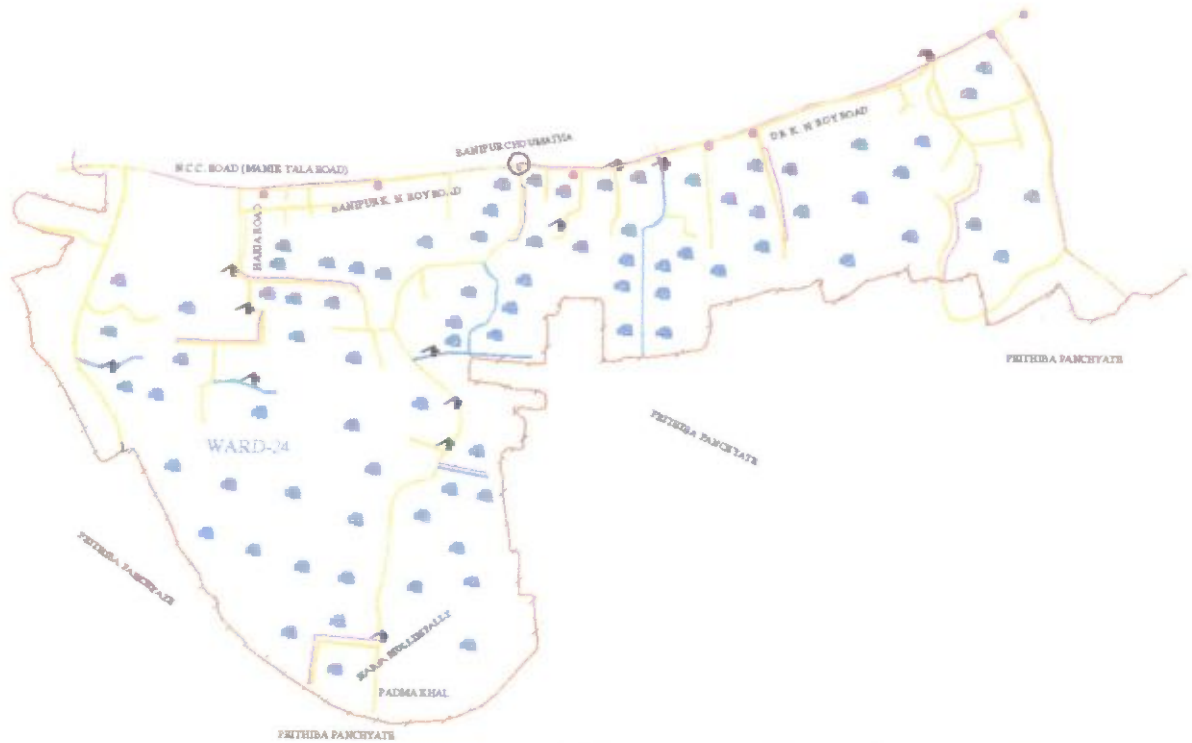 BANIPUR CHOUMATHA
DR K. N. ROY ROAD
N.C.C. ROAD (MANIK TALA ROAD)
BANIPUR K. N. ROY ROAD
HARIA ROAD
PRITHIBA PANCHYATE
PRITHIBA PANCHYATE
WARD-24
PRITHIBA PANCHYATE
PADMA KHAL
PRITHIBA PANCHYATE